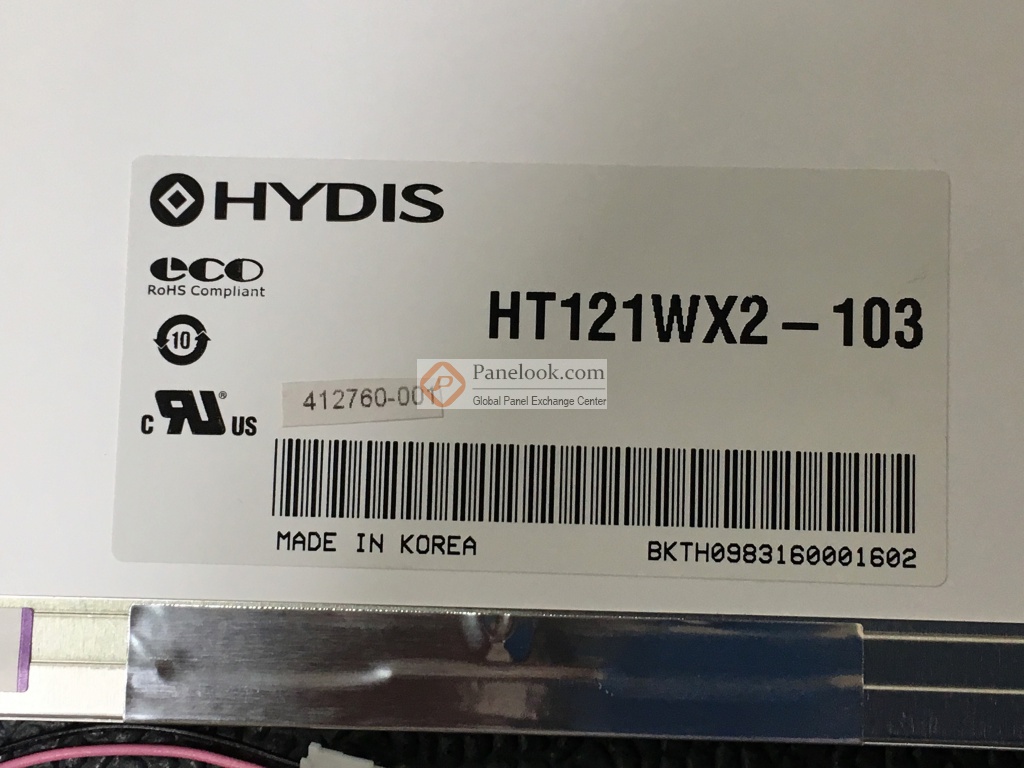 HYDIS
eco
RoHS Compliant
HT121WX2-103
10
412760-001
Panelook.com
Global Panel Exchange Center
C UR® US
MADE IN KOREA
BKTH0983160001602